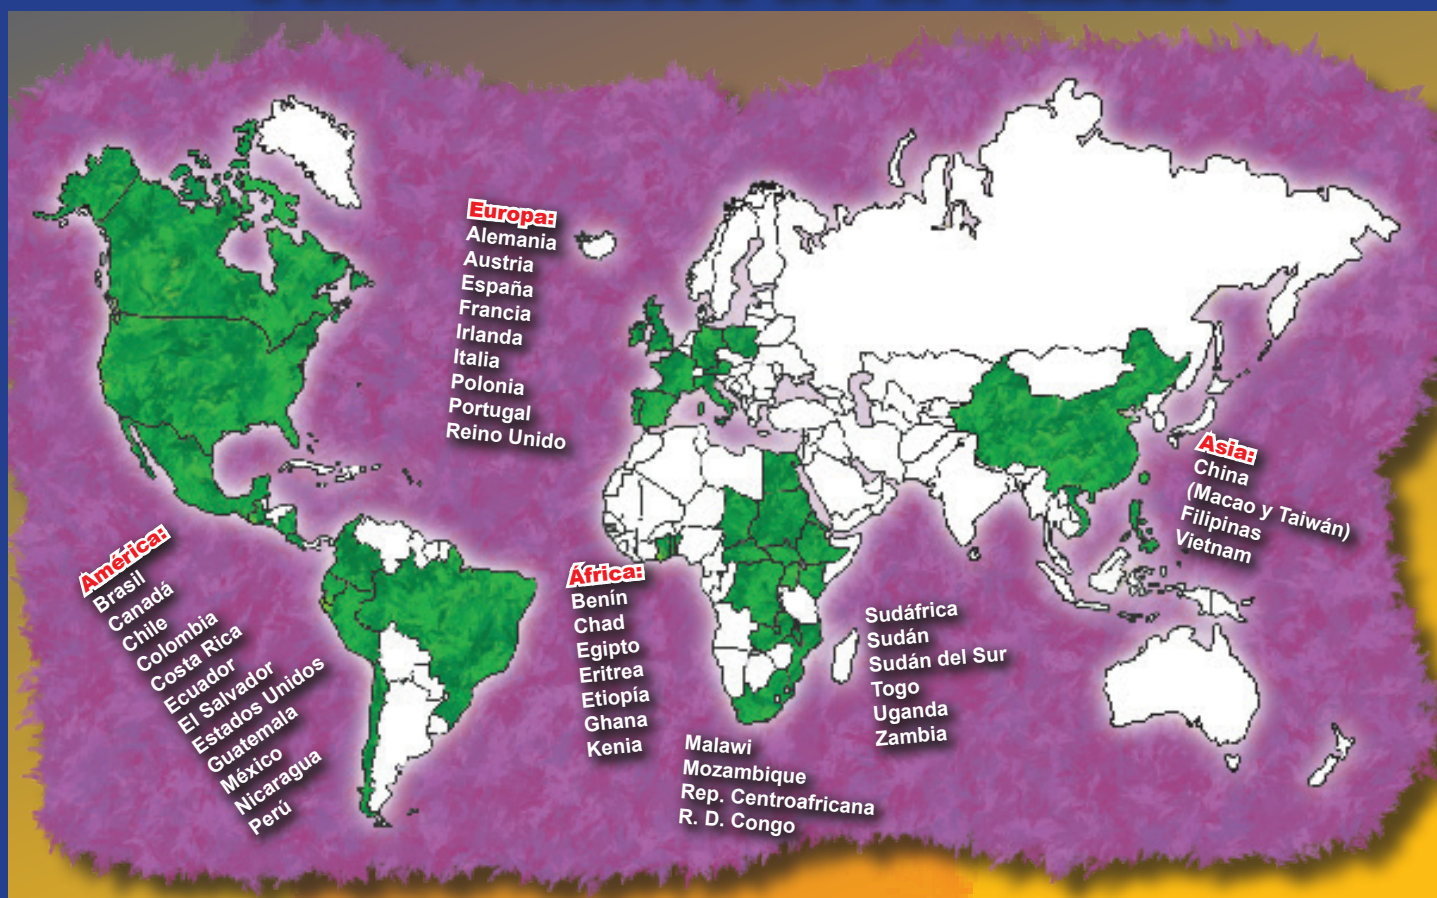 Europa:
Alemania
Austria
España
Francia
Irlanda
Italia
Polonia
Portugal
Reino Unido
Asia:
China
(Macao y Taiwán)
Filipinas
Vietnam
América:
Brasil
Canadá
Chile
Colombia
Costa Rica
Ecuador
El Salvador
Estados Unidos
Guatemala
México
Nicaragua
Perú
África:
Benín
Chad
Egipto
Eritrea
Etiopía
Ghana
Kenia
Malawi
Mozambique
Rep. Centroafricana
R. D. Congo
Sudáfrica
Sudán
Sudán del Sur
Togo
Uganda
Zambia